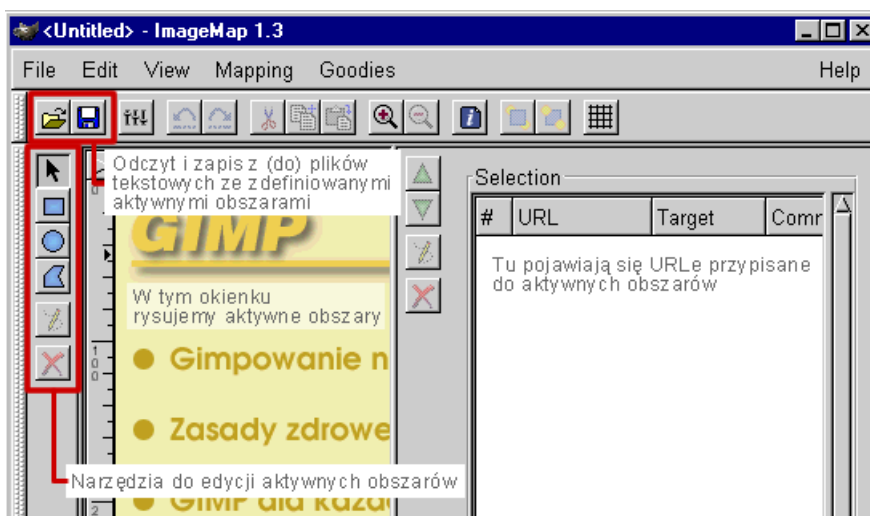 <Untitled> - ImageMap 1.3
File Edit View Mapping Goodies Help
Odczyt i zapis z (do) plików
tekstowych ze zdefiniowanymi
aktywnymi obszarami
Selection
# URL Target Comr
GIMP
Tu pojawiają się URLe przypisane
do aktywnych obszarów
W tym okienku
rysujemy aktywne obszary
100
Gimpowanie n
Zasady zdrowe
Narzędzia do edycji aktywnych obszarów
2
GIMP dla każd